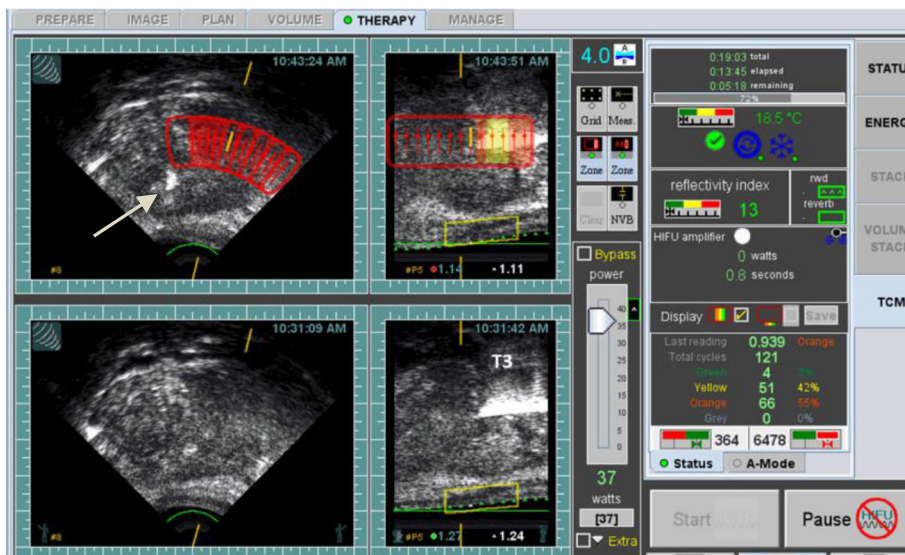 PREPARE IMAGE PLAN VOLUME THERAPY MANAGE
10:43:24 AM
#8
10:43:51 AM
#P5 1.14 1.11
10:31:09 AM
#8
10:31:42 AM
T3
#P5 1.27 1.24
4.0
A
Grid Meas.
Zone Zone
Clear NVB
Bypass
power
40
35
30
25
20
15
10
5
0
37
watts
[37]
Extra
0:19:03 total
0:13:45 elapsed
0:05:18 remaining
72%
18.5 °C
reflectivity index
13
rwd
reverb
HIFU amplifier
0 watts
0.8 seconds
Display Save
Last reading 0.939 Orange
Total cycles 121
Green 4 3%
Yellow 51 42%
Orange 66 55%
Grey 0 0%
364 6478
Status A-Mode
Start Pause HIFU
STATU
ENERG
STAC
VOLUM
STACK
TCM